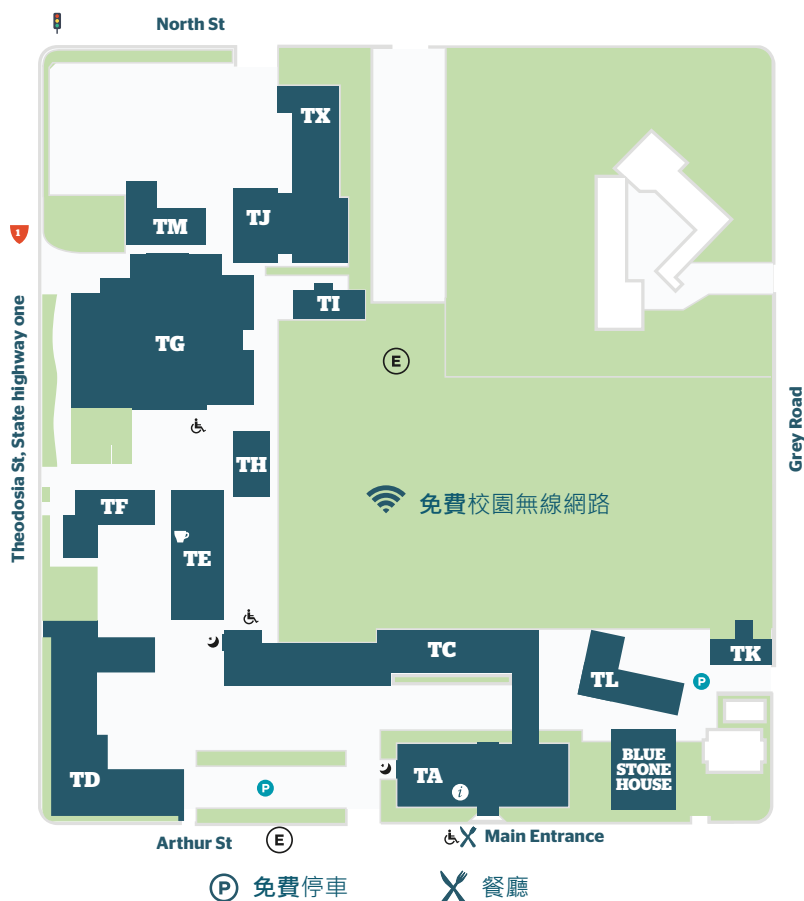 North St
TX
TJ
TM
1
TI
TG
E
Theodosia St, State highway one
Grey Road
TH
免費校園無線網路
TF
TE
TC
TK
TL
P
BLUE
STONE
HOUSE
TA
i
TD
P
Arthur St
E
Main Entrance
P 免費停車
餐廳